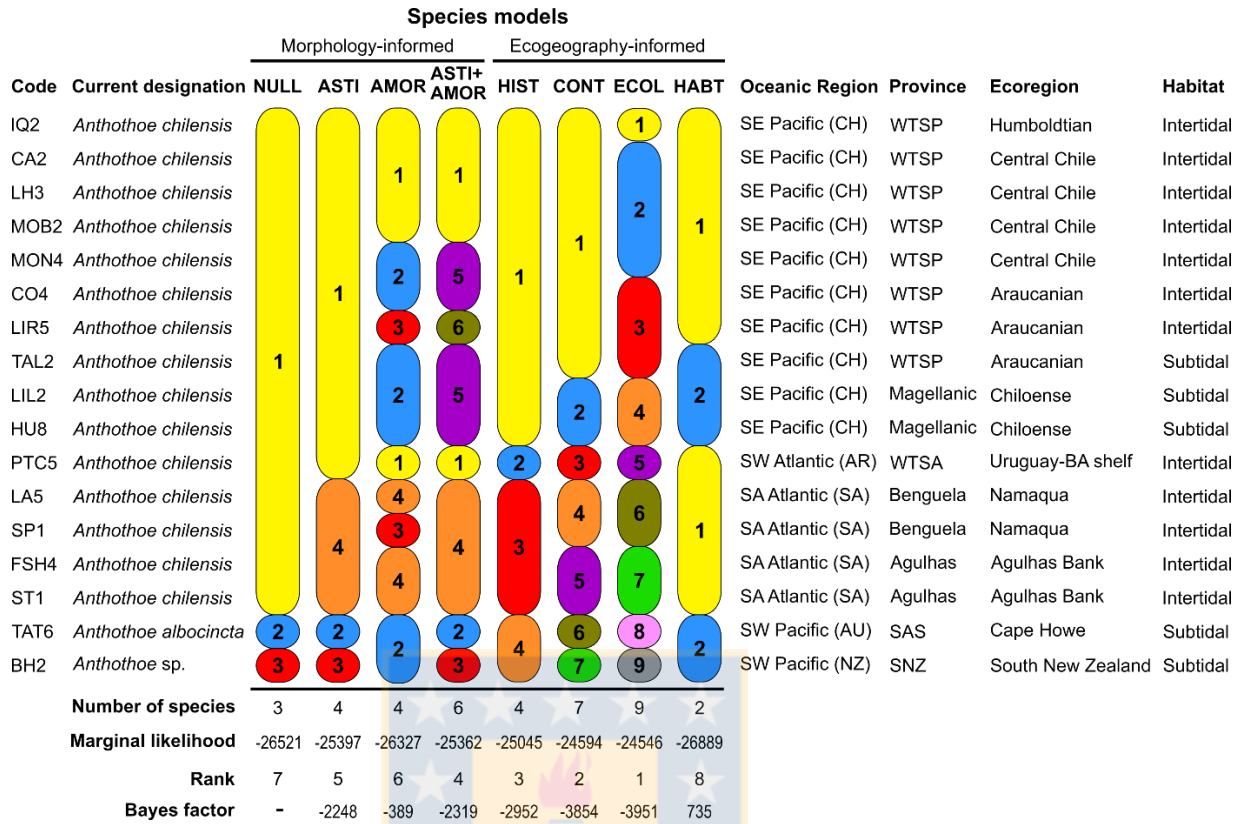 Species models
Morphology-informed Ecogeography-informed
Code Current designation NULL ASTI AMOR ASTI+ AMOR HIST CONT ECOL HABT Oceanic Region Province Ecoregion Habitat
IQ2 Anthothoe chilensis 1 SE Pacific (CH) WTSP Humboldtian Intertidal
CA2 Anthothoe chilensis SE Pacific (CH) WTSP Central Chile Intertidal
LH3 Anthothoe chilensis 1 1 2 SE Pacific (CH) WTSP Central Chile Intertidal
MOB2 Anthothoe chilensis 1 1 SE Pacific (CH) WTSP Central Chile Intertidal
MON4 Anthothoe chilensis 2 5 1 SE Pacific (CH) WTSP Central Chile Intertidal
CO4 Anthothoe chilensis 1 SE Pacific (CH) WTSP Araucanian Intertidal
LIR5 Anthothoe chilensis 3 6 3 SE Pacific (CH) WTSP Araucanian Intertidal
TAL2 Anthothoe chilensis 1 SE Pacific (CH) WTSP Araucanian Subtidal
LIL2 Anthothoe chilensis 2 5 2 SE Pacific (CH) Magellanic Chiloense Subtidal
HU8 Anthothoe chilensis 2 4 SE Pacific (CH) Magellanic Chiloense Subtidal
PTC5 Anthothoe chilensis 1 1 2 3 5 SW Atlantic (AR) WTSA Uruguay-BA shelf Intertidal
LA5 Anthothoe chilensis 4 4 6 SA Atlantic (SA) Benguela Namaqua Intertidal
SP1 Anthothoe chilensis 4 3 4 3 1 SA Atlantic (SA) Benguela Namaqua Intertidal
FSH4 Anthothoe chilensis 4 5 7 SA Atlantic (SA) Agulhas Agulhas Bank Intertidal
ST1 Anthothoe chilensis SA Atlantic (SA) Agulhas Agulhas Bank Intertidal
TAT6 Anthothoe albocincta 2 2 2 2 4 6 8 2 SW Pacific (AU) SAS Cape Howe Subtidal
BH2 Anthothoe sp. 3 3 3 7 9 SW Pacific (NZ) SNZ South New Zealand Subtidal
Number of species 3 4 4 6 4 7 9 2
Marginal likelihood -26521 -25397 -26327 -25362 -25045 -24594 -24546 -26889
Rank 7 5 6 4 3 2 1 8
Bayes factor - -2248 -389 -2319 -2952 -3854 -3951 735